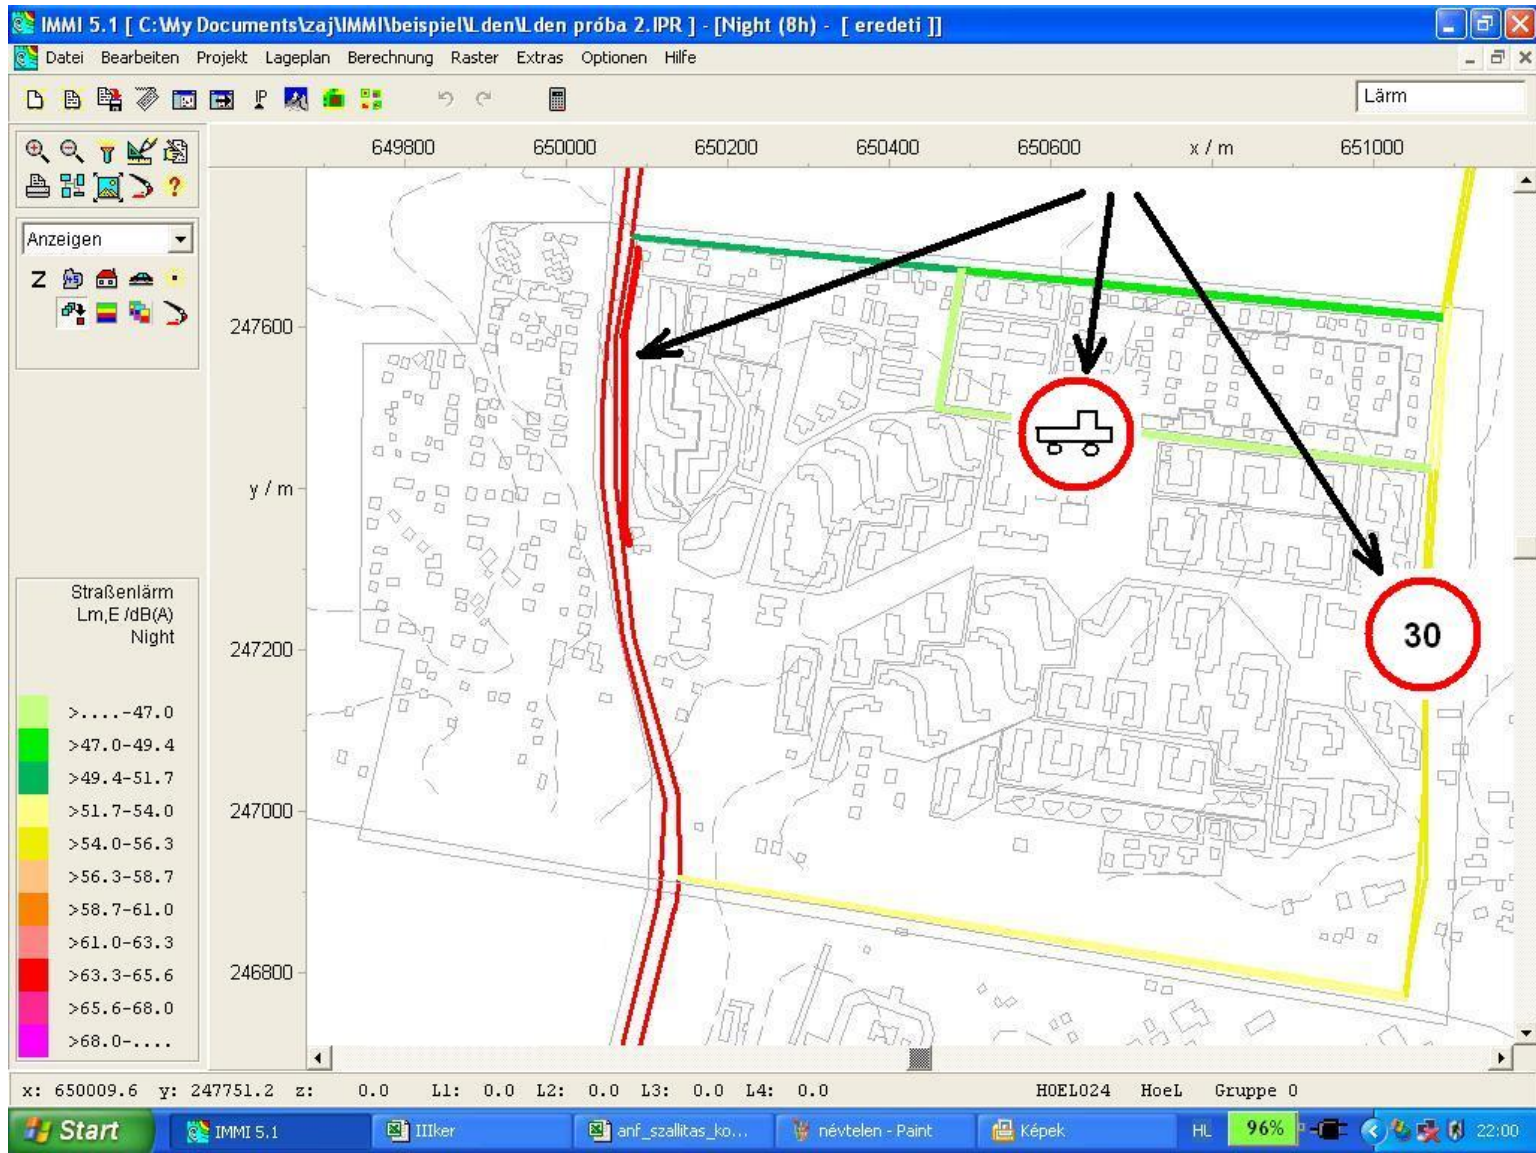 IMMI 5.1 [ C:\My Documents\zaj\IMMI\beispiel\Lden\Lden próba 2.IPR ] - [Night (8h) - [ eredeti ]]
Datei Bearbeiten Projekt Lageplan Berechnung Raster Extras Optionen Hilfe
Lärm
649800 650000 650200 650400 650600 x / m 651000
Anzeigen
Z
247600
y / m
247200
247000
246800
30
Straßenlärm
Lm,E /dB(A)
Night
>....-47.0
>47.0-49.4
>49.4-51.7
>51.7-54.0
>54.0-56.3
>56.3-58.7
>58.7-61.0
>61.0-63.3
>63.3-65.6
>65.6-68.0
>68.0-....
x: 650009.6 y: 247751.2 z: 0.0 L1: 0.0 L2: 0.0 L3: 0.0 L4: 0.0 HOEL024 HoeL Gruppe 0
Start IMMI 5.1 IIIker anf_szallitas_ko... névtelen - Paint Képek HU 96% 22:00